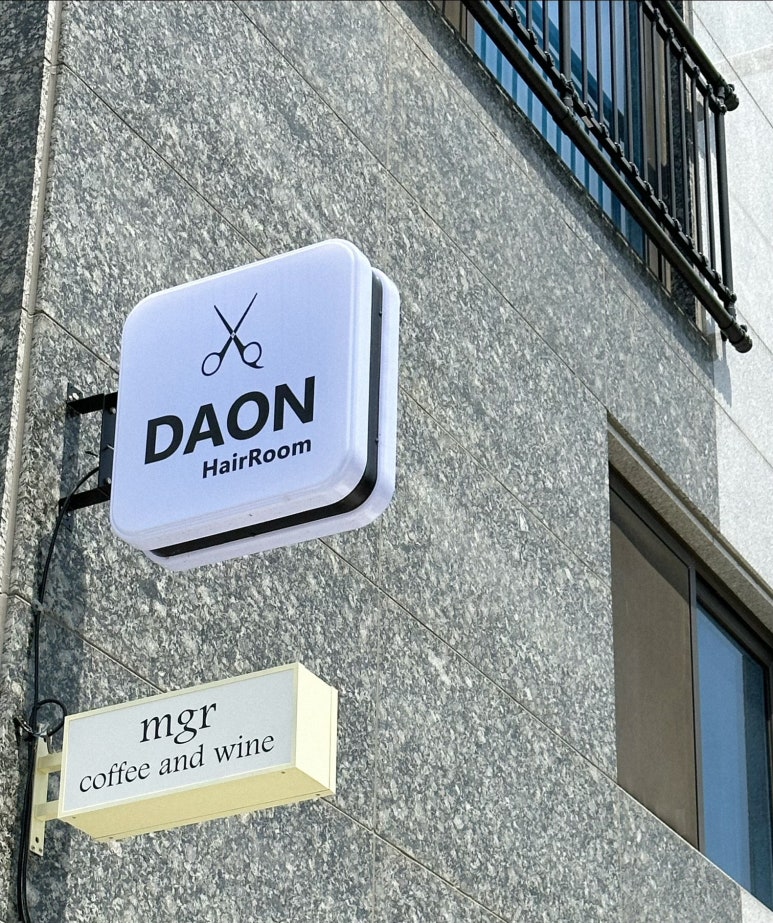 DAON
HairRoom
mgr
coffee and wine